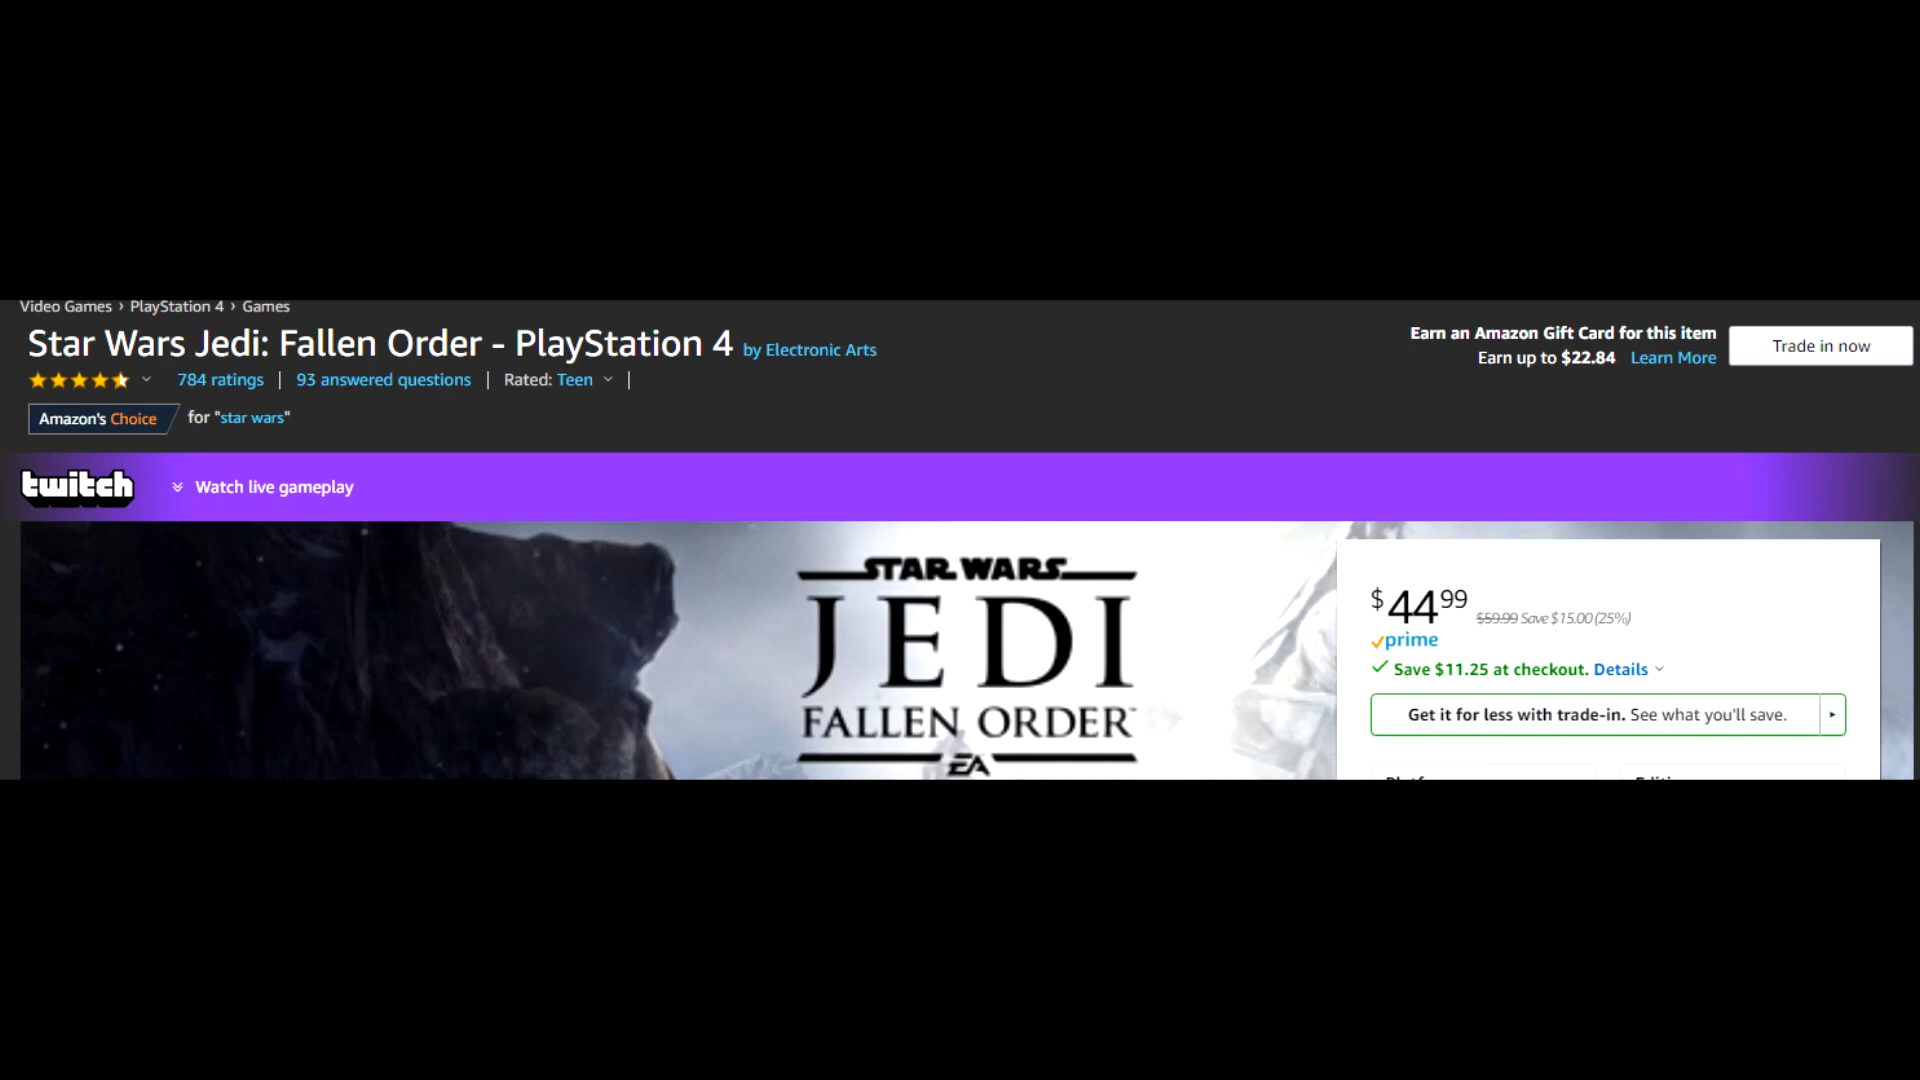 Video Games › PlayStation 4 › Games
Star Wars Jedi: Fallen Order - PlayStation 4 by Electronic Arts
784 ratings | 93 answered questions | Rated: Teen |
Amazon's Choice for "star wars"
Earn an Amazon Gift Card for this item
Earn up to $22.84 Learn More
Trade in now
twitch Watch live gameplay
STAR WARS
JEDI
FALLEN ORDER™
EA
$44 99 $59.99 Save $15.00 (25%)
prime
Save $11.25 at checkout. Details
Get it for less with trade-in. See what you'll save.